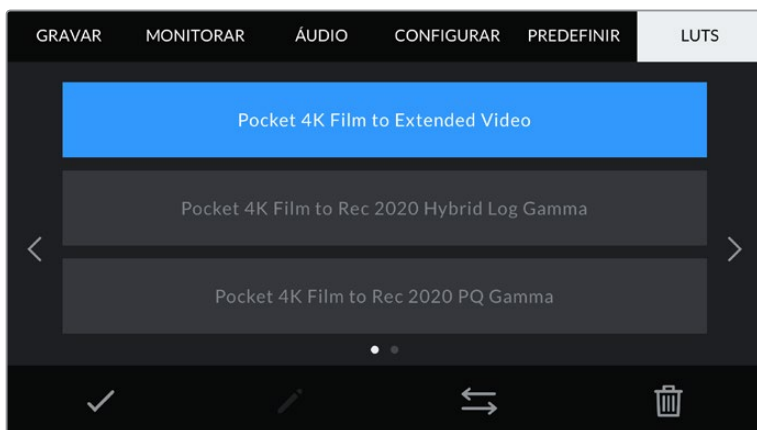 GRAVAR MONITORAR ÁUDIO CONFIGURAR PREDEFINIR LUTS
Pocket 4K Film to Extended Video
Pocket 4K Film to Rec 2020 Hybrid Log Gamma
Pocket 4K Film to Rec 2020 PQ Gamma